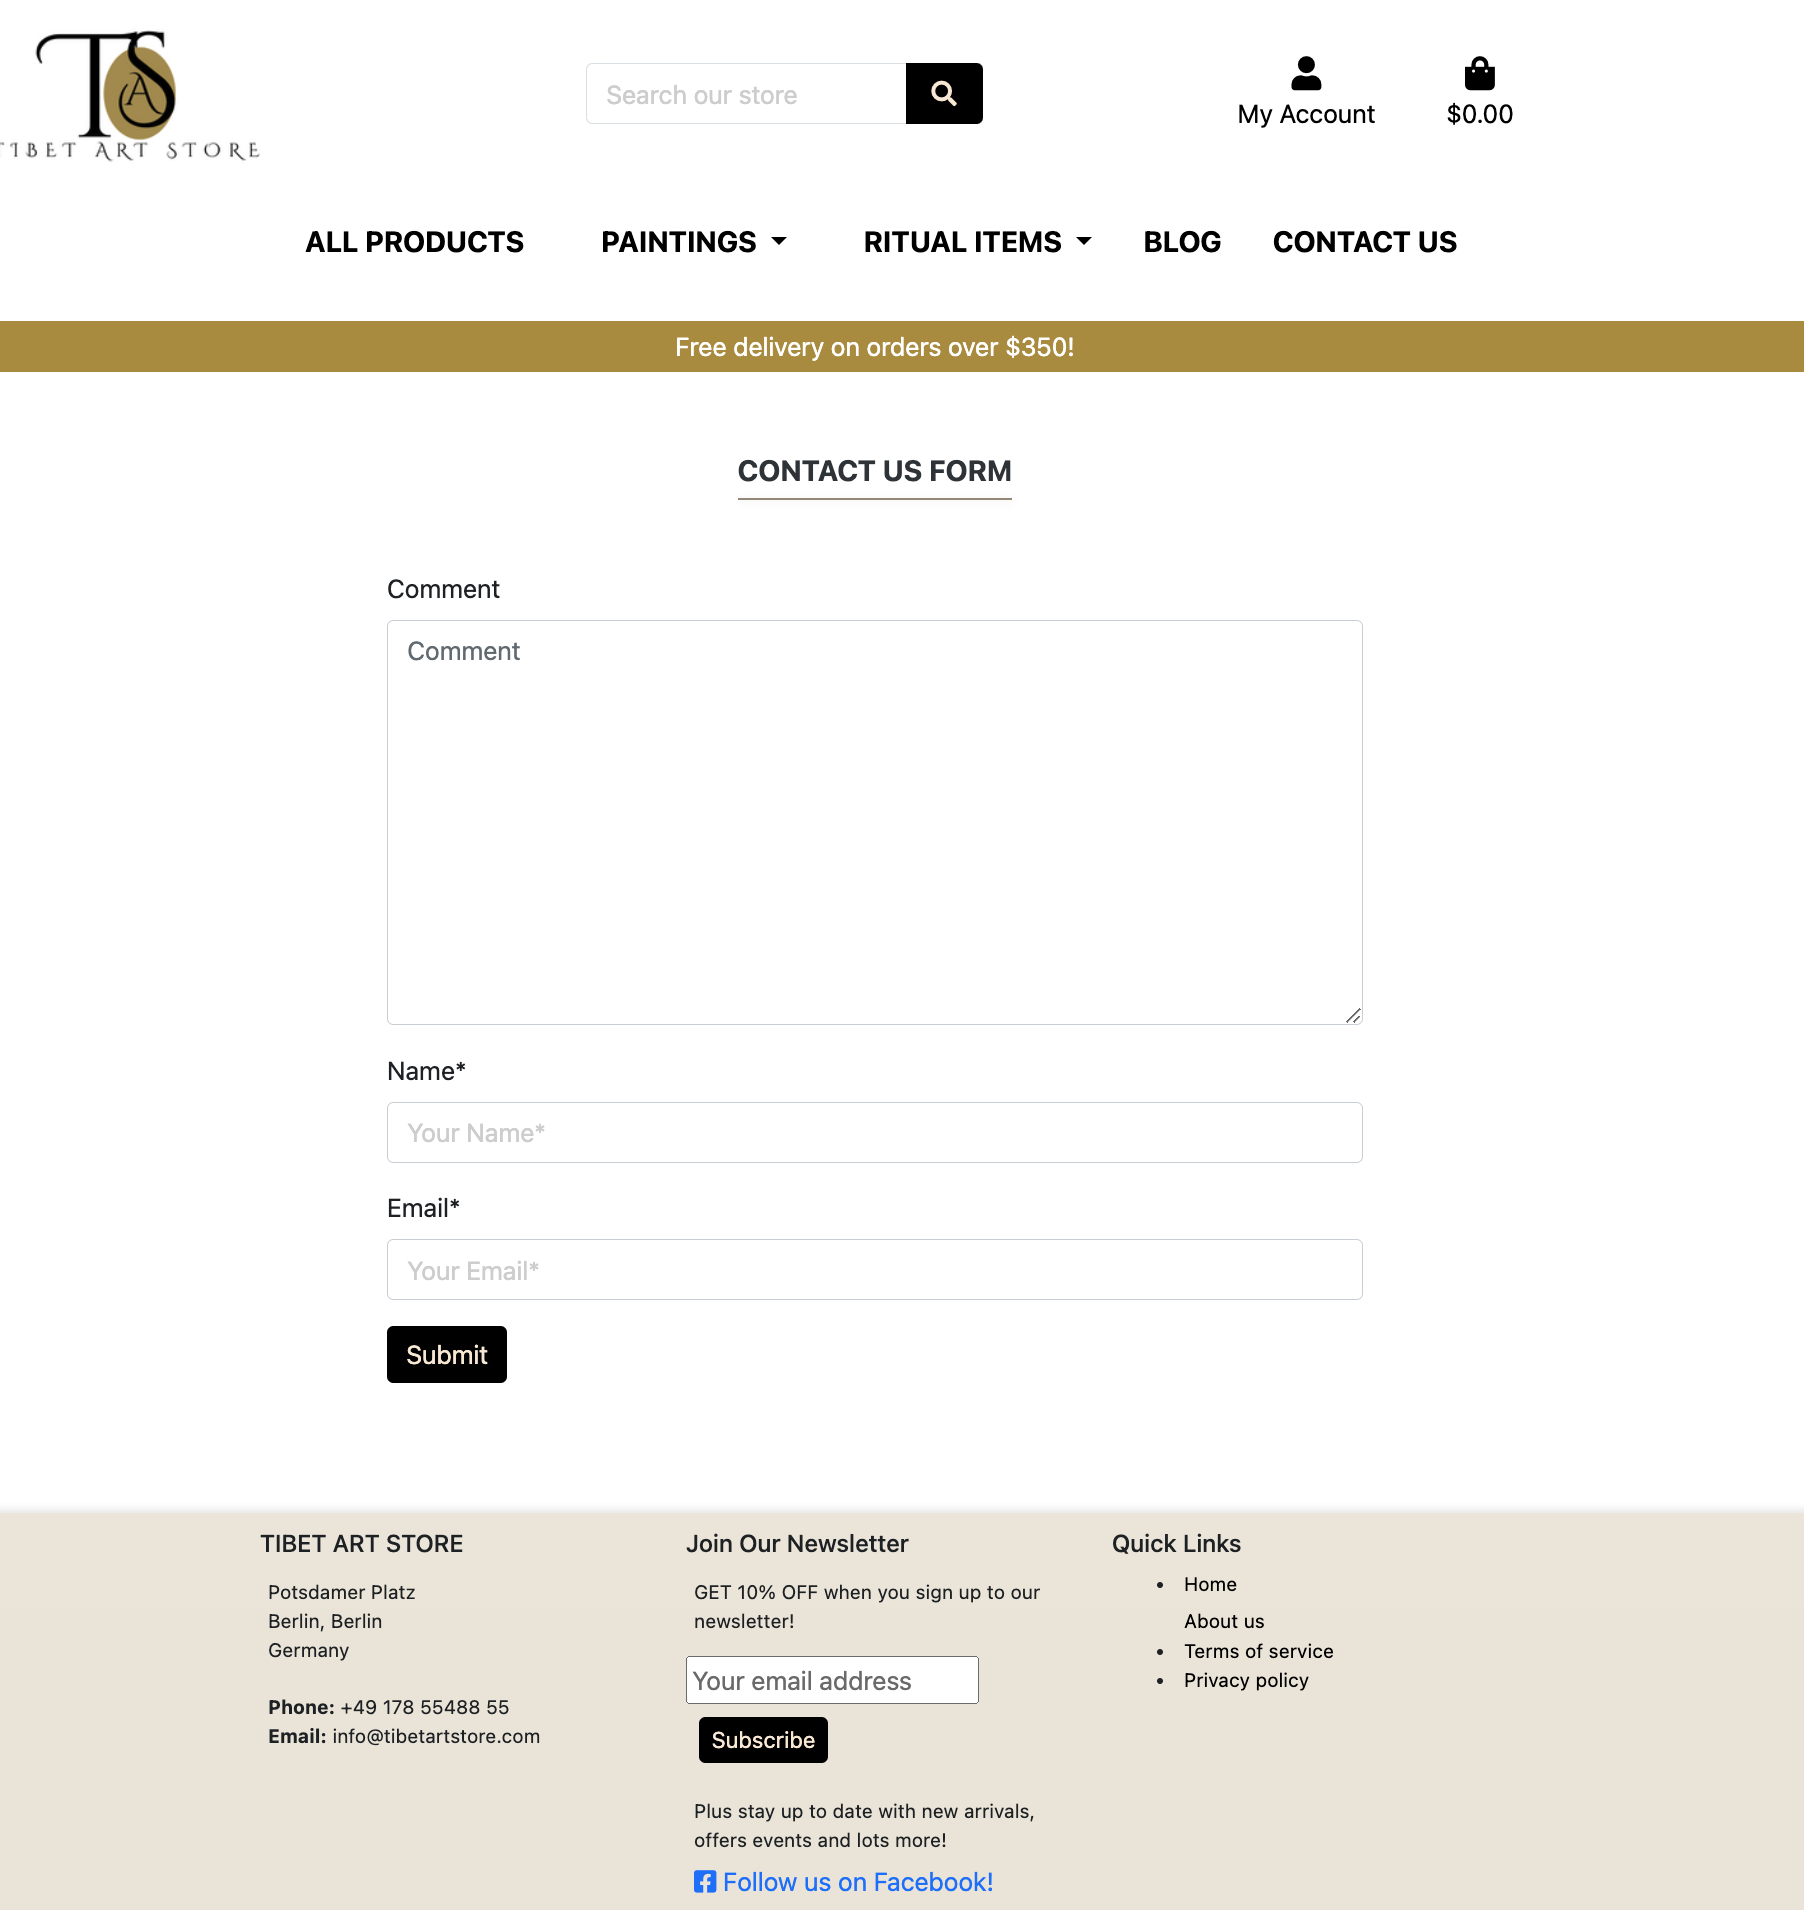 TSA
TIBET ART STORE
Search our store
My Account
$0.00
ALL PRODUCTS PAINTINGS RITUAL ITEMS BLOG CONTACT US
Free delivery on orders over $350!
CONTACT US FORM
Comment
Comment
Name*
Your Name*
Email*
Your Email*
Submit
TIBET ART STORE
Potsdamer Platz
Berlin, Berlin
Germany
Phone: +49 178 55488 55
Email: info@tibetartstore.com
Join Our Newsletter
GET 10% OFF when you sign up to our
newsletter!
Your email address
Subscribe
Plus stay up to date with new arrivals,
offers events and lots more!
Follow us on Facebook!
Quick Links
Home
About us
Terms of service
Privacy policy